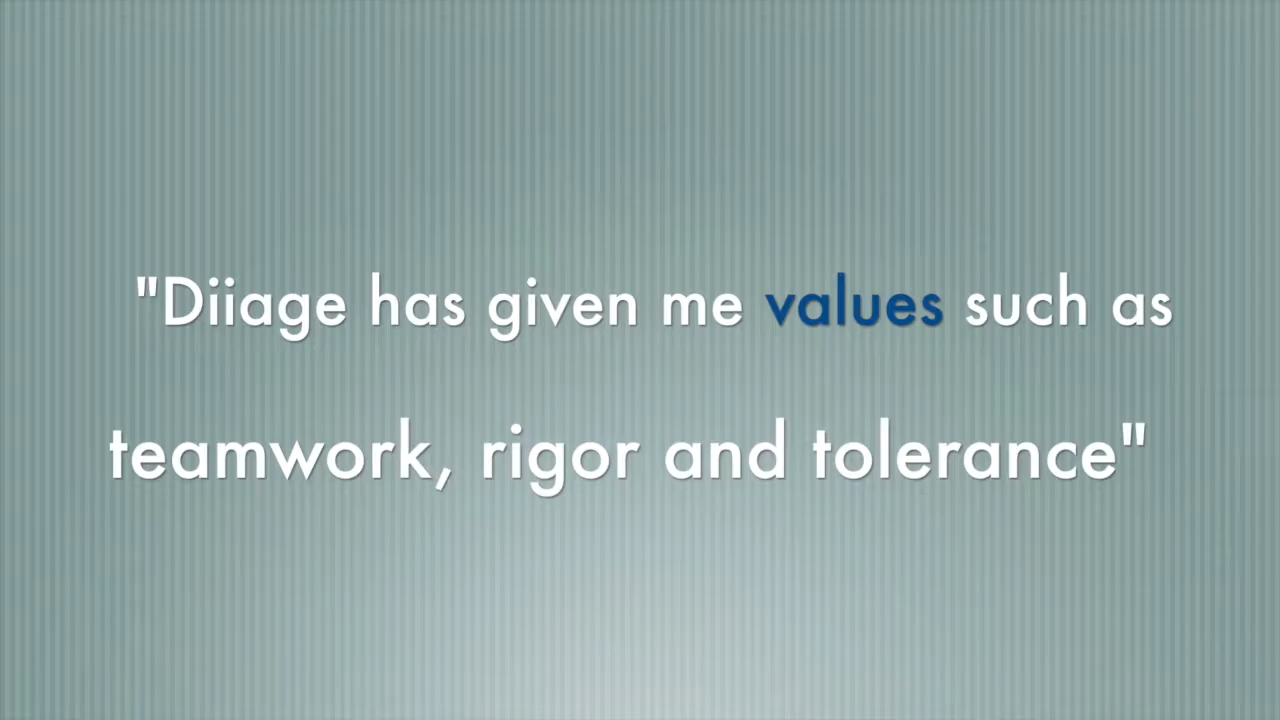 "Diiage has given me values such as
teamwork, rigor and tolerance"